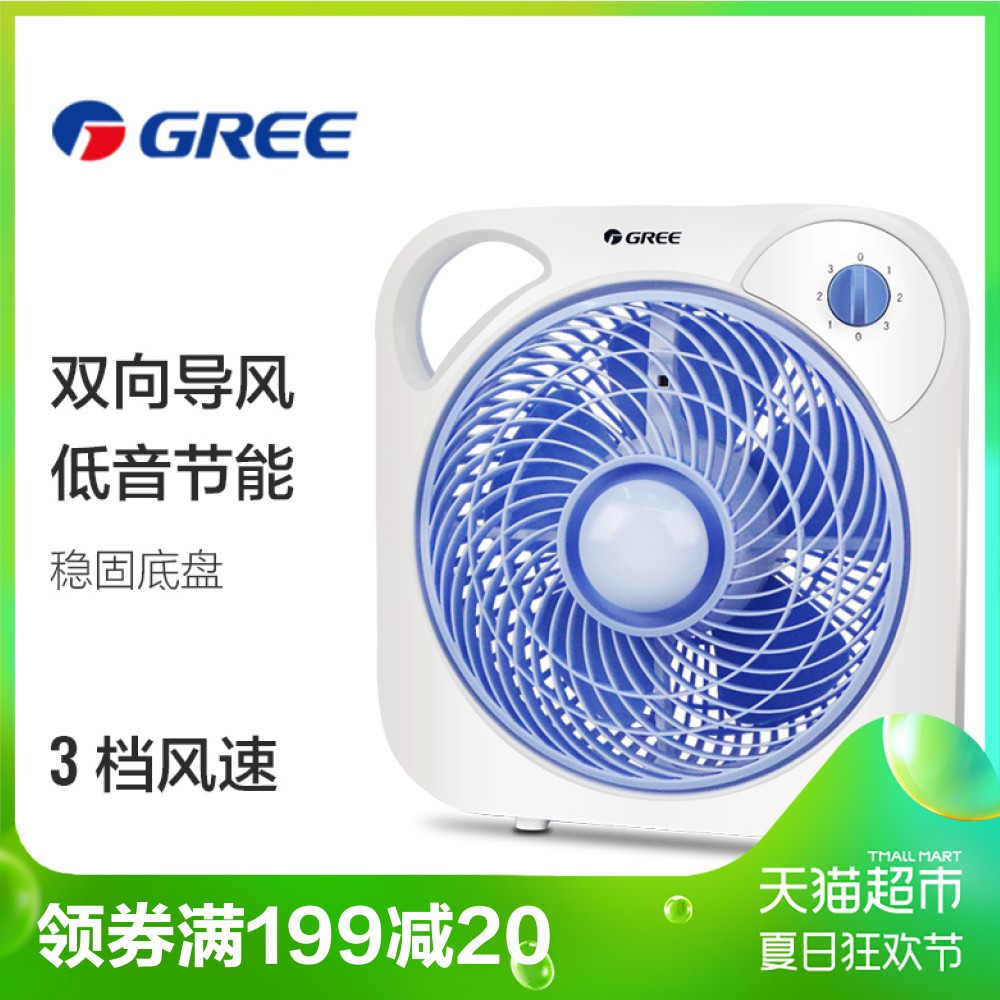 GREE
GREE
0
3 1
2 2
1 3
0
双向导风
低音节能
稳固底盘
3 档风速
领券满199减20
TMALL MART
天猫超市
夏日狂欢节